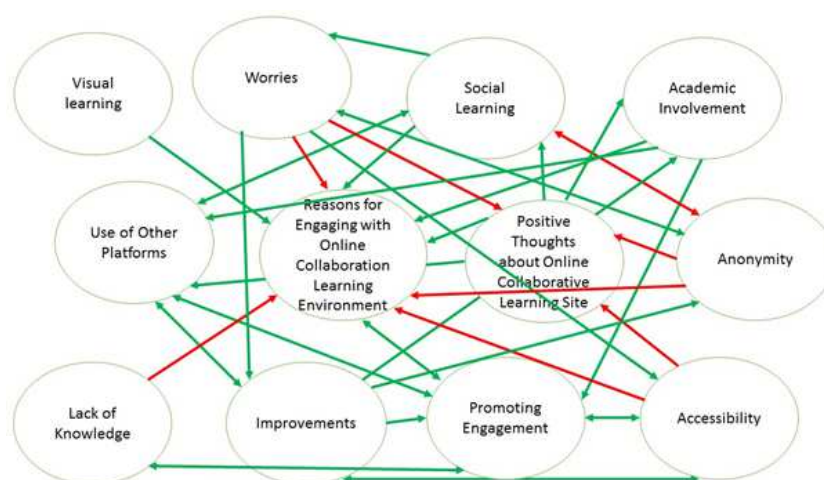 Visual
learning
Worries
Social
Learning
Academic
Involvement
Use of Other
Platforms
Reasons for
Engaging with
Online
Collaboration
Learning
Environment
Positive
Thoughts
about Online
Collaborative
Learning Site
Anonymity
Lack of
Knowledge
Improvements
Promoting
Engagement
Accessibility